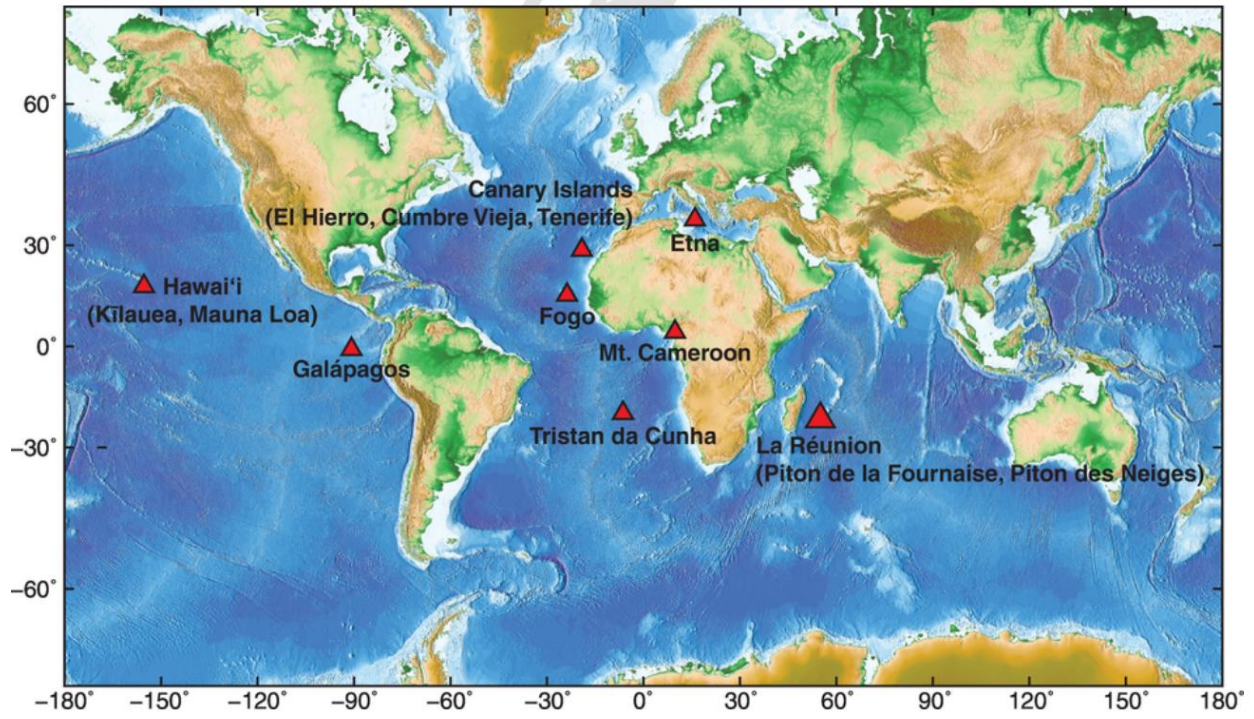 60°
Canary Islands
(El Hierro, Cumbre Vieja, Tenerife)
Etna
30°
Hawai‘i
(Kīlauea, Mauna Loa)
Fogo
Mt. Cameroon
0°
Galápagos
Tristan da Cunha
La Réunion
(Piton de la Fournaise, Piton des Neiges)
−30°
−60°
−180 −150° −120 −90 −60 −30 0 30 60 90 120 150 180°